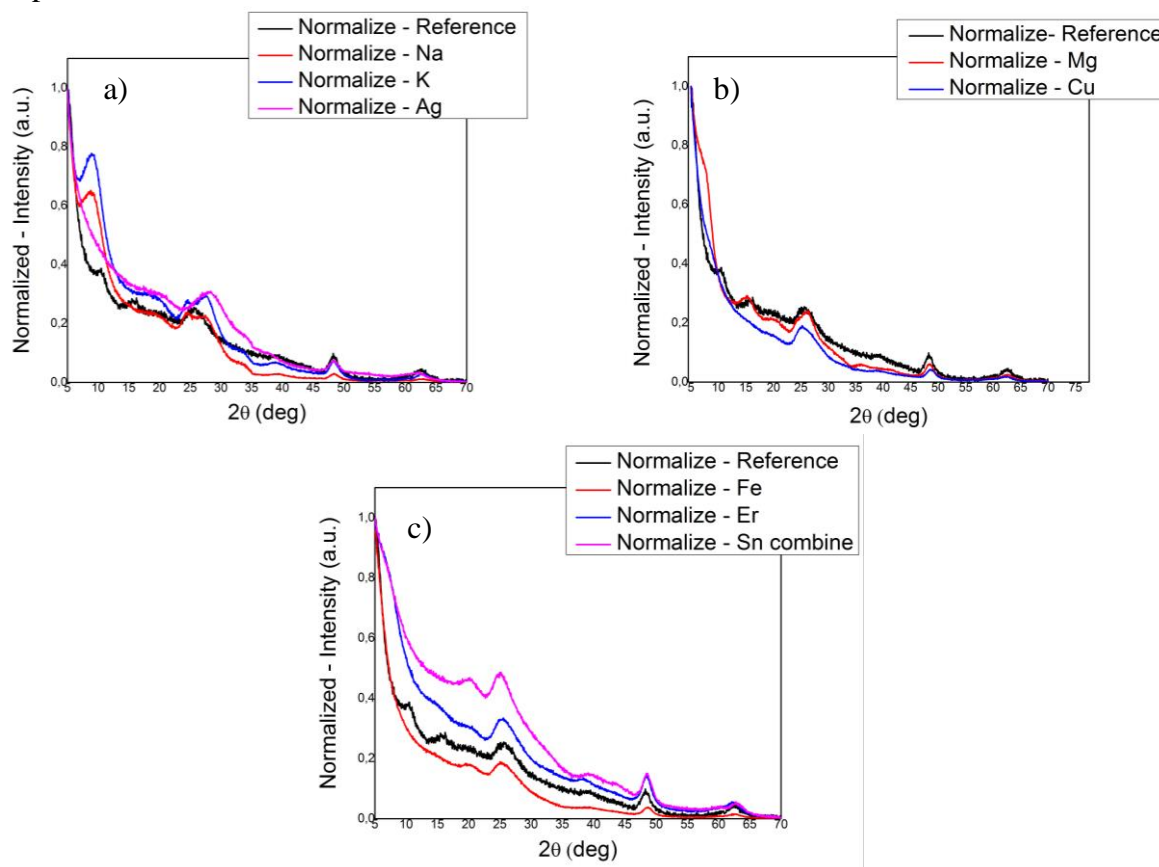 Normalize - Reference
Normalize - Na
Normalize - K
Normalize - Ag
a)
1,0
0,8
0,6
0,4
0,2
0,0
5 10 15 20 25 30 35 40 45 50 55 60 65 70
Normalized - Intensity (a.u.)
2θ (deg)
Normalize- Reference
Normalize - Mg
Normalize - Cu
b)
1,0
0,8
0,6
0,4
0,2
0,0
5 10 15 20 25 30 35 40 45 50 55 60 65 70 75
Normalized - Intensity (a.u.)
2θ (deg)
Normalize - Reference
Normalize - Fe
Normalize - Er
Normalize - Sn combine
c)
1,0
0,8
0,6
0,4
0,2
0,0
5 10 15 20 25 30 35 40 45 50 55 60 65 70
Normalized - Intensity (a.u.)
2θ (deg)